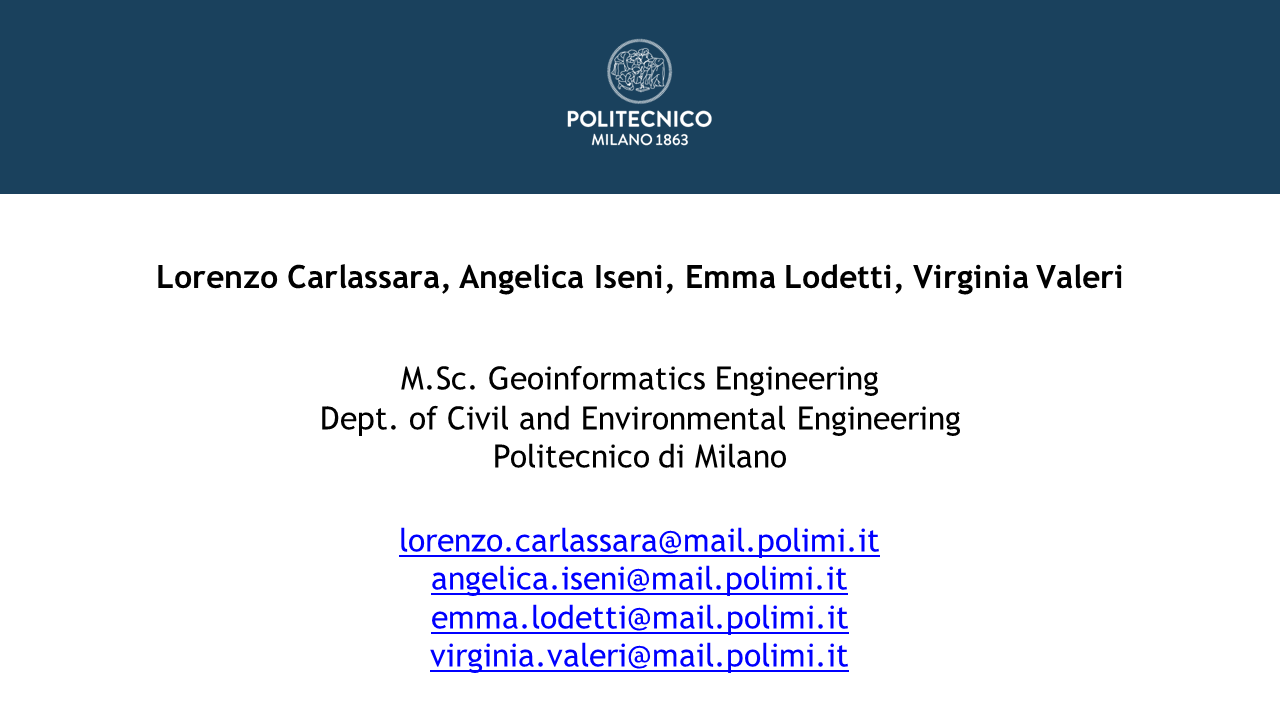 POLITECNICO
MILANO 1863
Lorenzo Carlassara, Angelica Iseni, Emma Lodetti, Virginia Valeri
M.Sc. Geoinformatics Engineering
Dept. of Civil and Environmental Engineering
Politecnico di Milano
lorenzo.carlassara@mail.polimi.it
angelica.iseni@mail.polimi.it
emma.lodetti@mail.polimi.it
virginia.valeri@mail.polimi.it